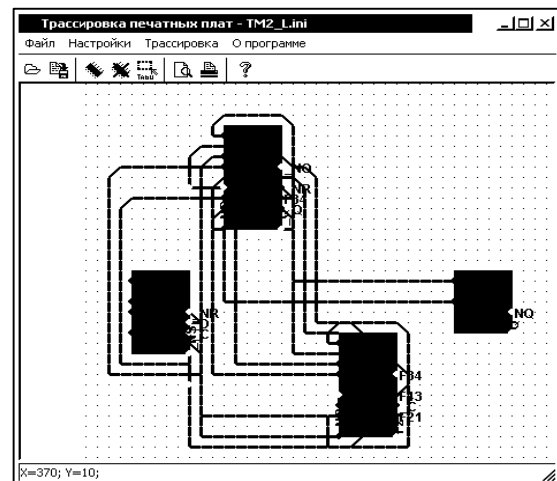 Трассировка печатных плат - TM2_L.ini
Файл Настройки Трассировка О программе
TABU
NQ
NR
F34
Q
NR
Q
NQ
F34
F13
F21
X=370; Y=10;